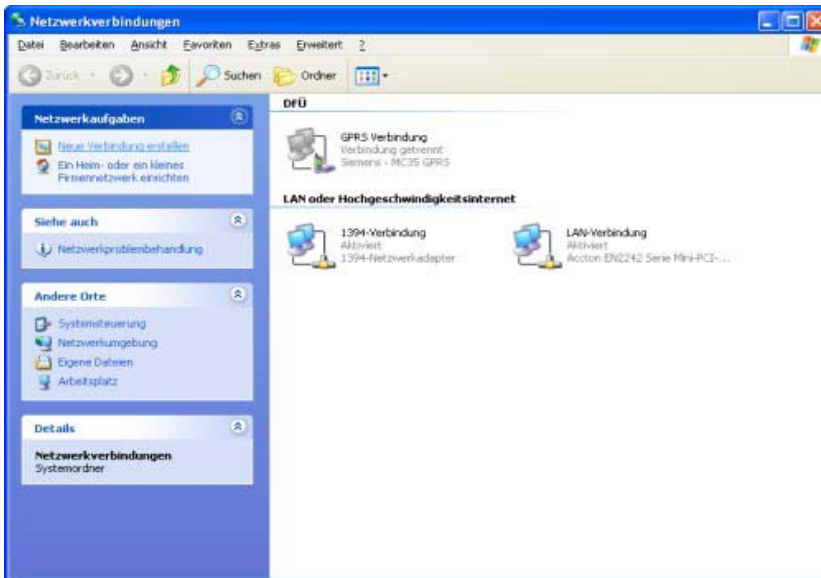 Netzwerkverbindungen
Datei Bearbeiten Ansicht Favoriten Extras Erweitert ?
Zurück Suchen Ordner
Netzwerkaufgaben
Neue Verbindung erstellen
Ein Heim- oder ein kleines
Firmennetzwerk einrichten
Siehe auch
Netzwerkproblembehandlung
Andere Orte
Systemsteuerung
Netzwerkumgebung
Eigene Dateien
Arbeitsplatz
Details
Netzwerkverbindungen
Systemordner
DFÜ
GPRS Verbindung
Verbindung getrennt
Siemens - MC35 GPRS
LAN oder Hochgeschwindigkeitsinternet
1394-Verbindung
Aktiviert
1394-Netzwerkadapter
LAN-Verbindung
Aktiviert
Accton EN2242 Serie Mini-PCI-...